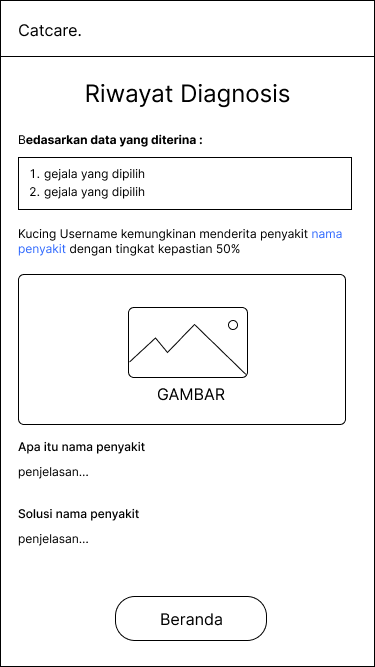 Catcare.
Riwayat Diagnosis
Bedasarkan data yang diterina :
1. gejala yang dipilih
2. gejala yang dipilih
Kucing Username kemungkinan menderita penyakit nama
penyakit dengan tingkat kepastian 50%
GAMBAR
Apa itu nama penyakit
penjelasan...
Solusi nama penyakit
penjelasan...
Beranda